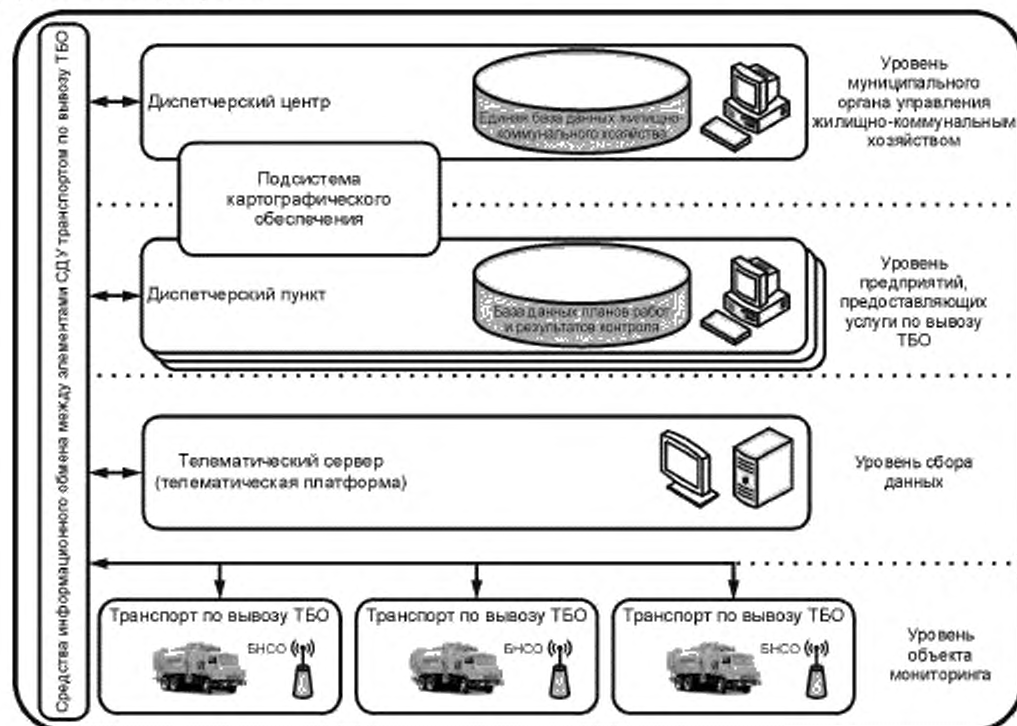 Средства информационного обмена между элементами СДУ транспортом по вывозу ТБО
Диспетчерский центр
Единая база данных жилищно-
коммунального хозяйства
Уровень
муниципального
органа управления
жилищно-коммунальным
хозяйством
Подсистема
картографического
обеспечения
Диспетчерский пункт
База данных планов работ
и результатов контроля
Уровень
предприятий,
предоставляющих
услуги по вывозу
ТБО
Телематический сервер
(телематическая платформа)
Уровень сбора
данных
Транспорт по вывозу ТБО
БНСО
Транспорт по вывозу ТБО
БНСО
Транспорт по вывозу ТБО
БНСО
Уровень
объекта
мониторинга